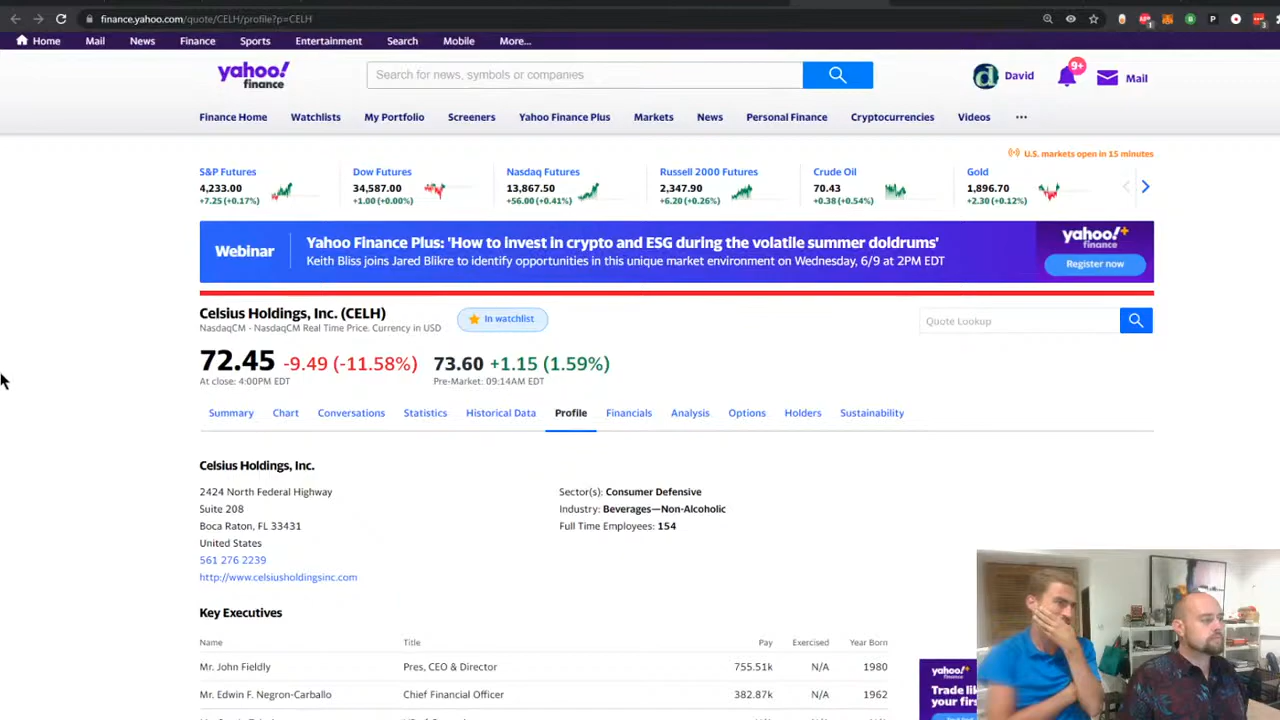 finance.yahoo.com/quote/CELH/profile?p=CELH
Home Mail News Finance Sports Entertainment Search Mobile More...
yahoo!
finance
Search for news, symbols or companies
David
9+
Mail
Finance Home Watchlists My Portfolio Screeners Yahoo Finance Plus Markets News Personal Finance Cryptocurrencies Videos ...
U.S. markets open in 15 minutes
S&P Futures Dow Futures Nasdaq Futures Russell 2000 Futures Crude Oil Gold
4,233.00 34,587.00 13,867.50 2,347.90 70.43 1,896.70
+7.25 (+0.17%) +1.00 (+0.00%) +56.00 (+0.41%) +6.20 (+0.26%) +0.38 (+0.54%) +2.30 (+0.12%)
Webinar
Yahoo Finance Plus: 'How to invest in crypto and ESG during the volatile summer doldrums'
Keith Bliss joins Jared Blikre to identify opportunities in this unique market environment on Wednesday, 6/9 at 2PM EDT
yahoo!+
finance
Register now
Celsius Holdings, Inc. (CELH)
NasdaqCM - NasdaqCM Real Time Price. Currency in USD
In watchlist
Quote Lookup
72.45 -9.49 (-11.58%) 73.60 +1.15 (1.59%)
At close: 4:00PM EDT Pre-Market: 09:14AM EDT
Summary Chart Conversations Statistics Historical Data Profile Financials Analysis Options Holders Sustainability
Celsius Holdings, Inc.
2424 North Federal Highway
Suite 208
Boca Raton, FL 33431
United States
561 276 2239
http://www.celsiusholdingsinc.com
Sector(s): Consumer Defensive
Industry: Beverages—Non-Alcoholic
Full Time Employees: 154
Key Executives
Name Title Pay Exercised Year Born
Mr. John Fieldly Pres, CEO & Director 755.51k N/A 1980
Mr. Edwin F. Negron-Carballo Chief Financial Officer 382.87k N/A 1962
yahoo!+
finance
Trade
your